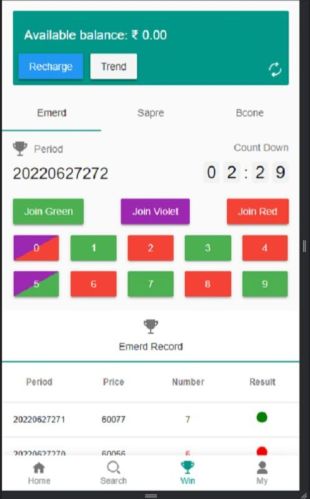 Available balance: ₹ 0.00
Recharge Trend
Emerd Sapre Bcone
Period Count Down
20220627272 0 2 : 2 9
Join Green Join Violet Join Red
0 1 2 3 4
5 6 7 8 9
Emerd Record
Period Price Number Result
20220627271 60077 7
20220627270 60056 6
Home Search Win My